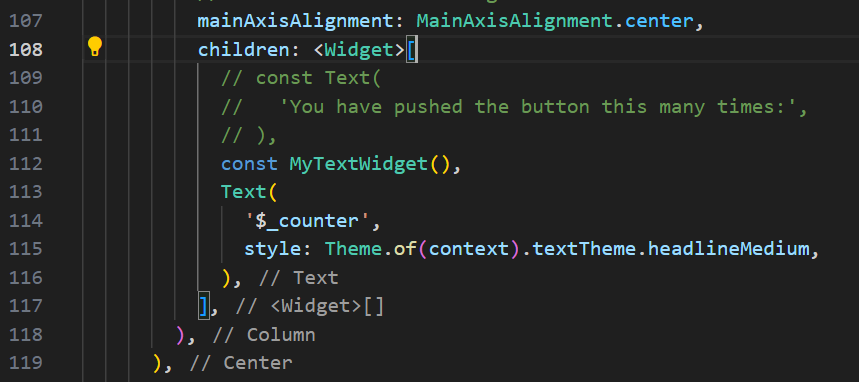 107 mainAxisAlignment: MainAxisAlignment.center,
108 children: <Widget>[
109 // const Text(
110 //   'You have pushed the button this many times:',
111 // ),
112 const MyTextWidget(),
113 Text(
114 '$_counter',
115 style: Theme.of(context).textTheme.headlineMedium,
116 ), // Text
117 ], // <Widget>[]
118 ), // Column
119 ), // Center